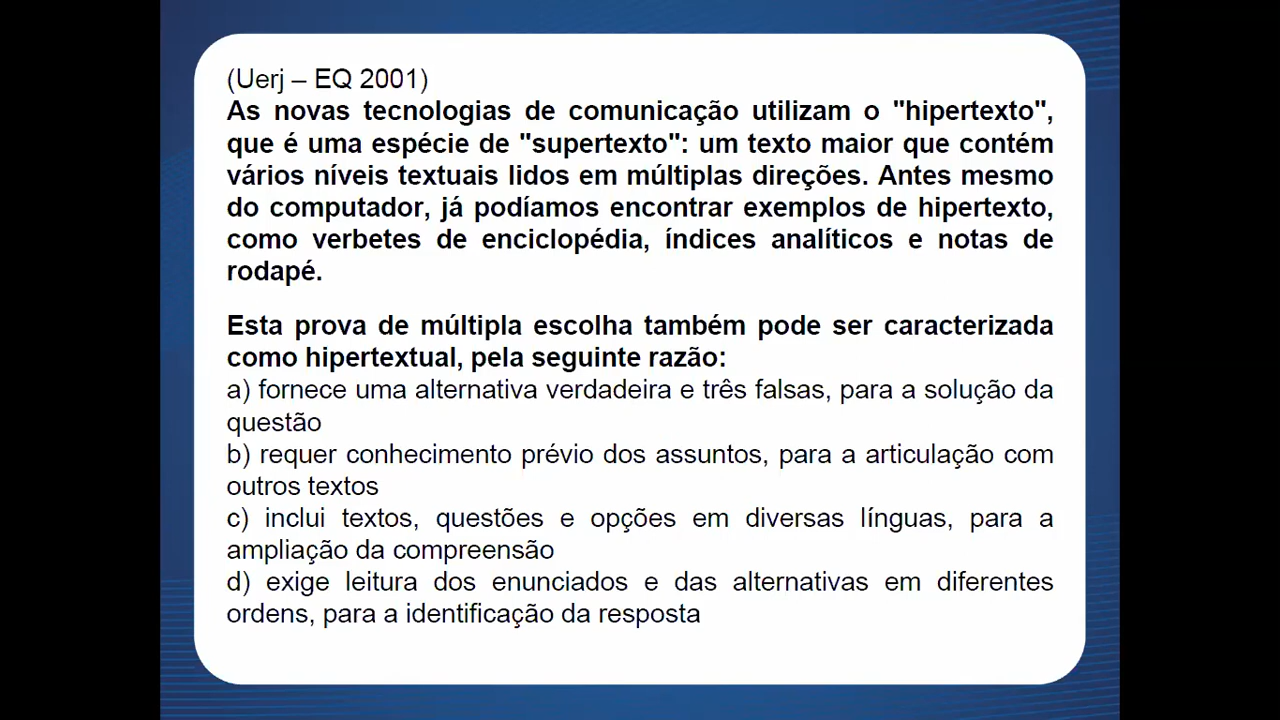 (Uerj – EQ 2001)
As novas tecnologias de comunicação utilizam o "hipertexto",
que é uma espécie de "supertexto": um texto maior que contém
vários níveis textuais lidos em múltiplas direções. Antes mesmo
do computador, já podíamos encontrar exemplos de hipertexto,
como verbetes de enciclopédia, índices analíticos e notas de
rodapé.
Esta prova de múltipla escolha também pode ser caracterizada
como hipertextual, pela seguinte razão:
a) fornece uma alternativa verdadeira e três falsas, para a solução da
questão
b) requer conhecimento prévio dos assuntos, para a articulação com
outros textos
c) inclui textos, questões e opções em diversas línguas, para a
ampliação da compreensão
d) exige leitura dos enunciados e das alternativas em diferentes
ordens, para a identificação da resposta